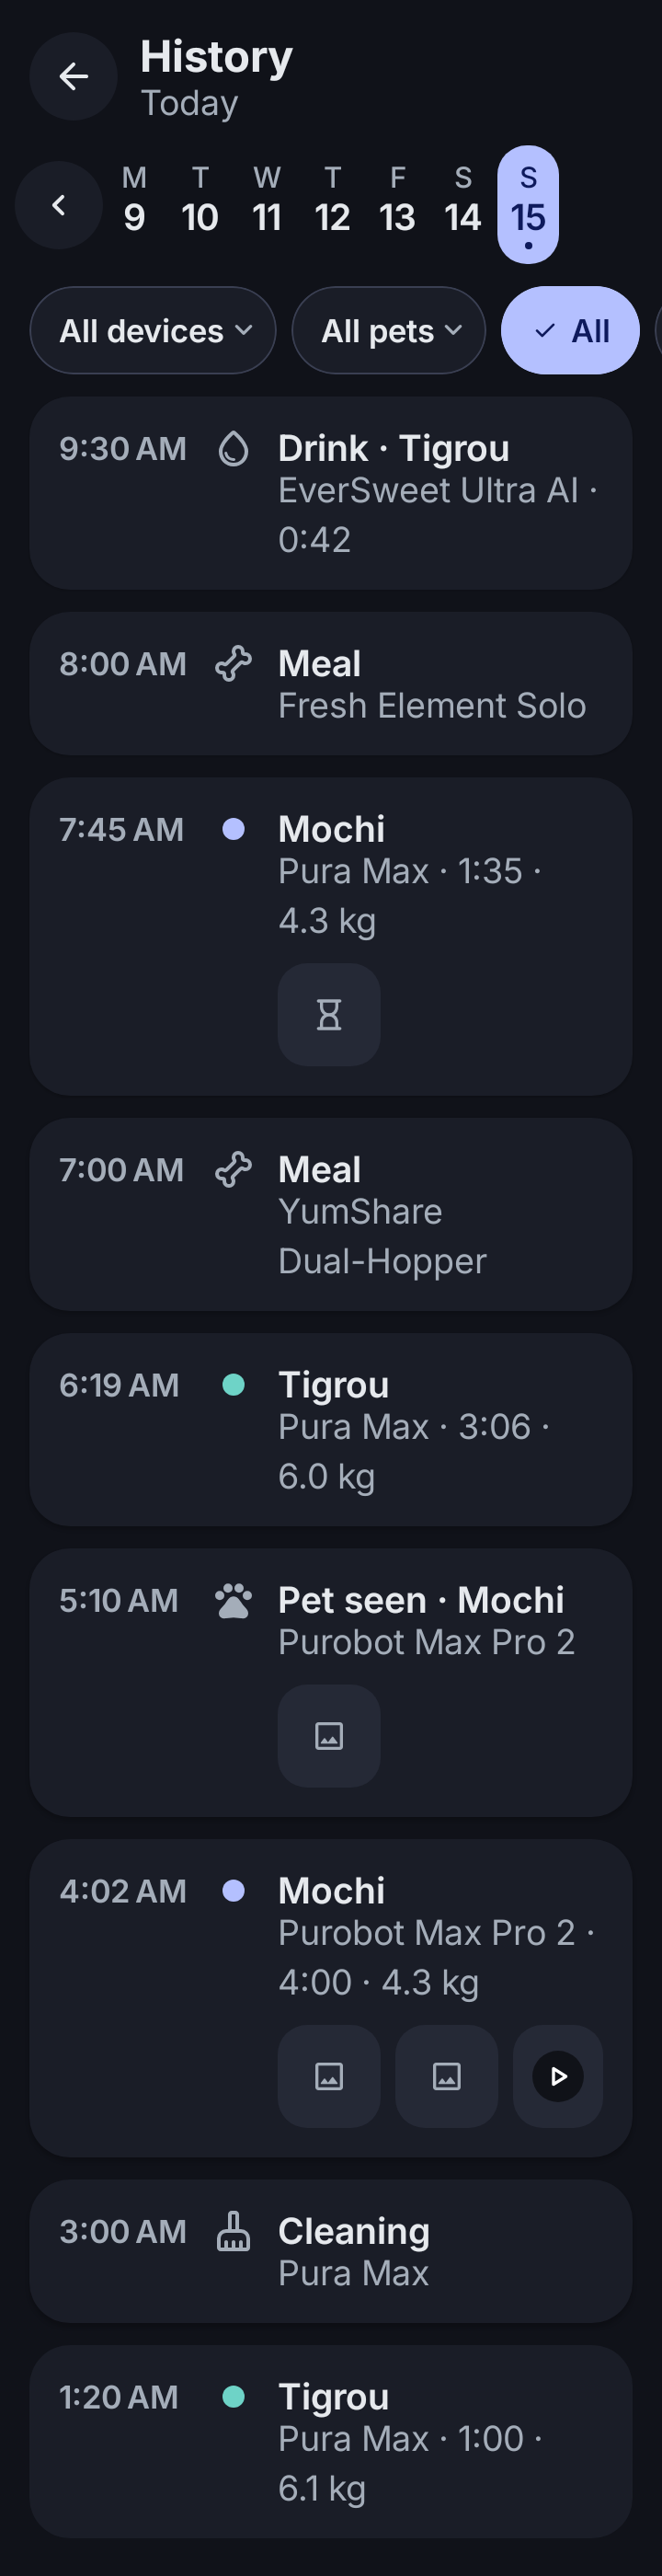 History
Today
M T W T F S S
9 10 11 12 13 14 15
All devices All pets All
9:30 AM Drink · Tigrou
EverSweet Ultra AI ·
0:42
8:00 AM Meal
Fresh Element Solo
7:45 AM Mochi
Pura Max · 1:35 ·
4.3 kg
7:00 AM Meal
YumShare
Dual-Hopper
6:19 AM Tigrou
Pura Max · 3:06 ·
6.0 kg
5:10 AM Pet seen · Mochi
Purobot Max Pro 2
4:02 AM Mochi
Purobot Max Pro 2 ·
4:00 · 4.3 kg
3:00 AM Cleaning
Pura Max
1:20 AM Tigrou
Pura Max · 1:00 ·
6.1 kg